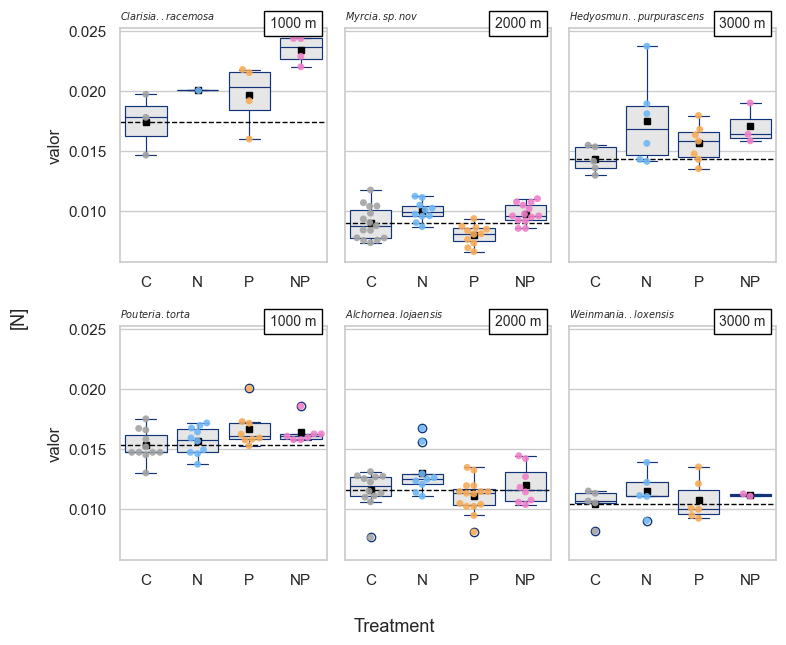 Clarisia..racemosa 1000 m
Myrcia.sp.nov 2000 m
Hedyosmun..purpurascens 3000 m
0.025
0.020
0.015
0.010
valor
C N P NP
C N P NP
C N P NP
[N]
Pouteria.torta 1000 m
Alchornea.lojaensis 2000 m
Weinmania..loxensis 3000 m
0.025
0.020
0.015
0.010
valor
C N P NP
C N P NP
C N P NP
Treatment